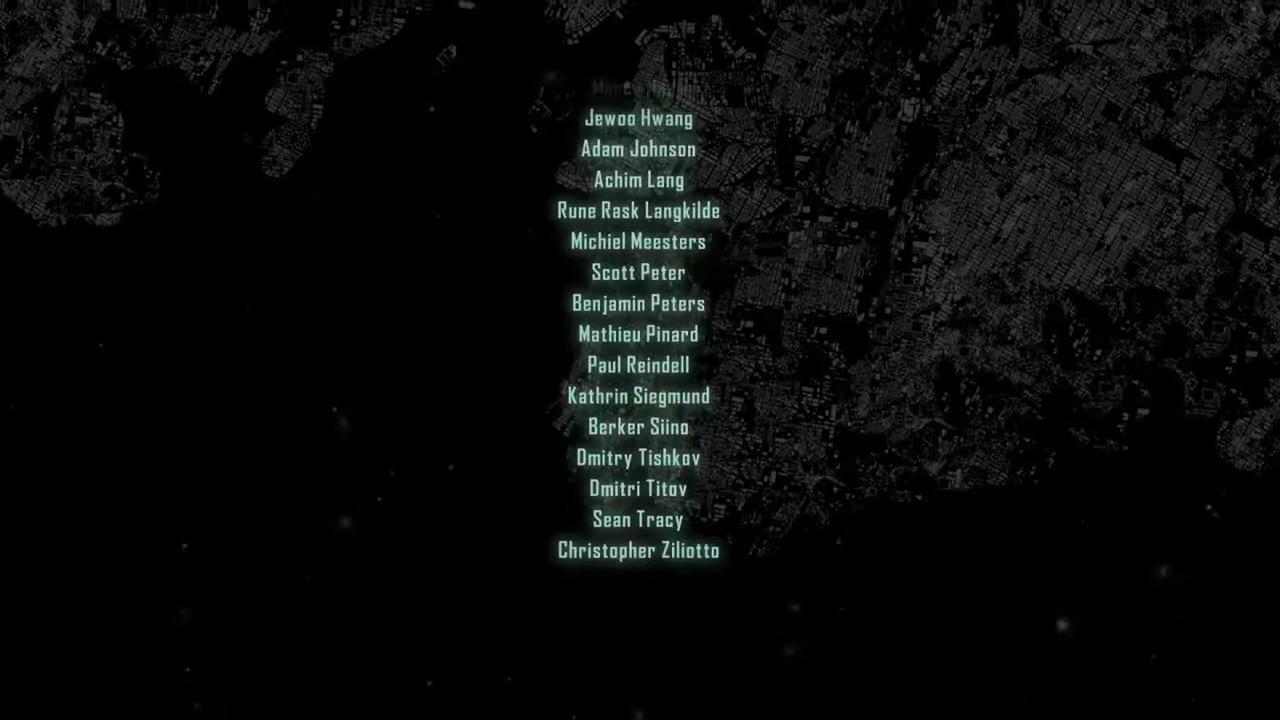 Jewoo Hwang
Adam Johnson
Achim Lang
Rune Rask Langkilde
Michiel Meesters
Scott Peter
Benjamin Peters
Mathieu Pinard
Paul Reindell
Kathrin Siegmund
Berker Siino
Dmitry Tishkov
Dmitri Titov
Sean Tracy
Christopher Ziliotto